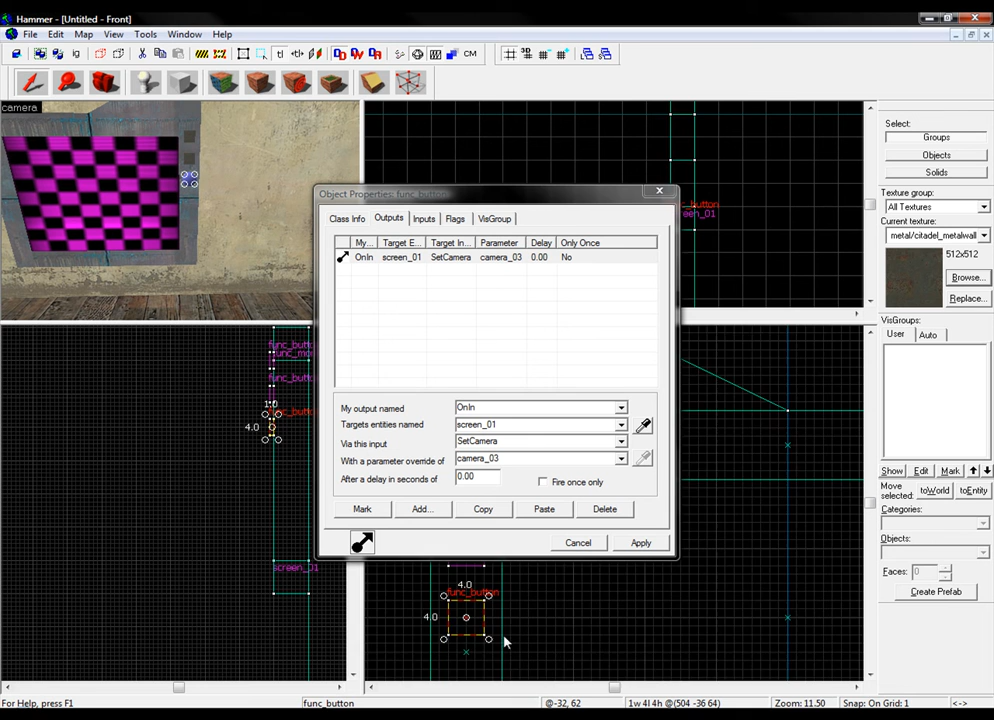 Hammer - [Untitled - Front]
File Edit Map View Tools Window Help
ig CM
3D
camera
Object Properties: func_button
Class Info Outputs Inputs Flags VisGroup
My... Target E... Target In... Parameter Delay Only Once
OnIn screen_01 SetCamera camera_03 0.00 No
My output named OnIn
Targets entities named screen_01
Via this input SetCamera
With a parameter override of camera_03
After a delay in seconds of 0.00 Fire once only
Mark Add... Copy Paste Delete
Cancel Apply
Select:
Groups
Objects
Solids
Texture group:
All Textures
Current texture:
metal/citadel_metalwall
512x512
Browse...
Replace...
VisGroups:
User Auto
Show Edit Mark
Move selected: toWorld toEntity
Categories:
Objects:
Faces: 0
Create Prefab
func_mo
4.0
screen_01
4.0
func_button
4.0
For Help, press F1 func_button @-32, 62 1w 4l 4h @(504 -36 64) Zoom: 11.50 Snap: On Grid: 1 <->